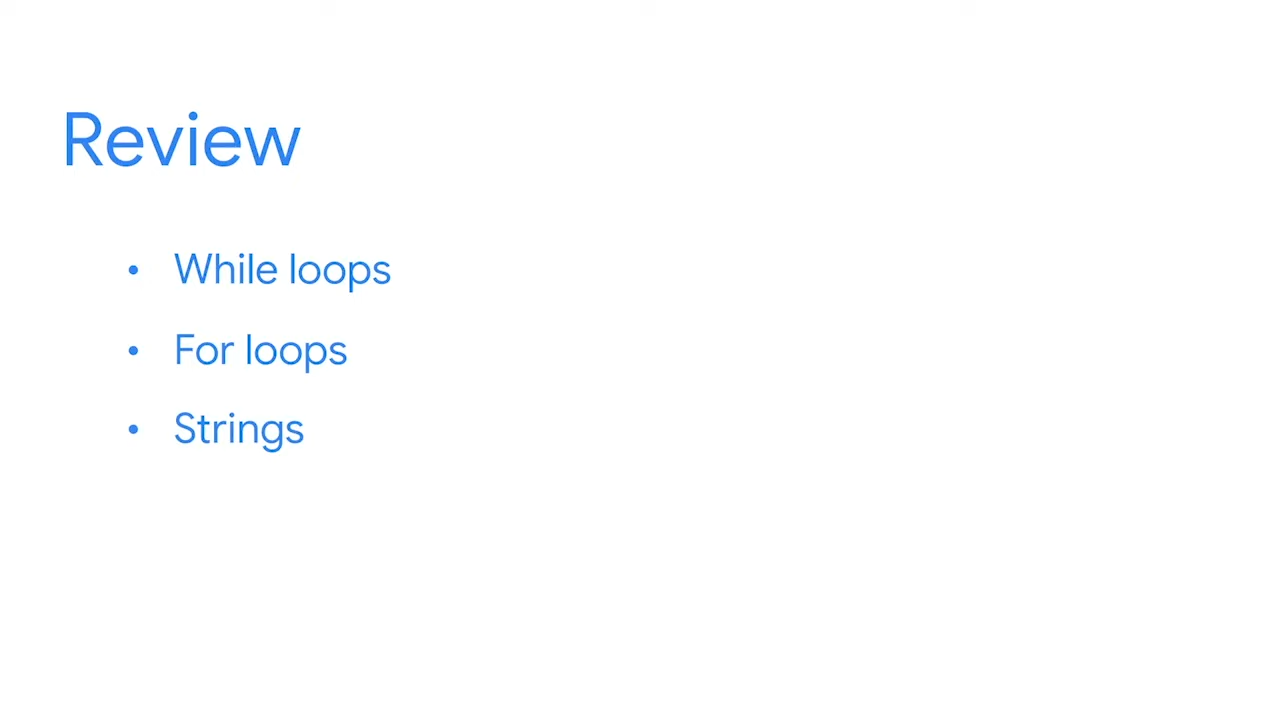 Review
• While loops
• For loops
• Strings